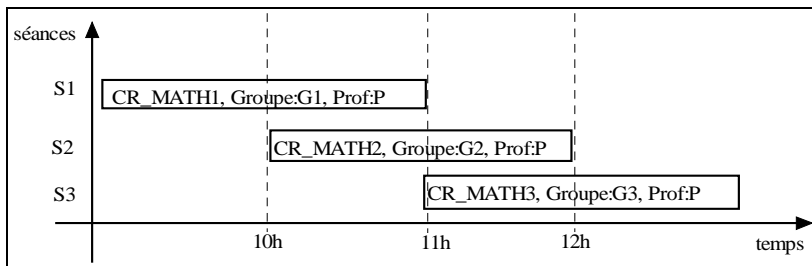 séances
S1
CR_MATH1, Groupe:G1, Prof:P
S2
CR_MATH2, Groupe:G2, Prof:P
S3
CR_MATH3, Groupe:G3, Prof:P
10h
11h
12h
temps